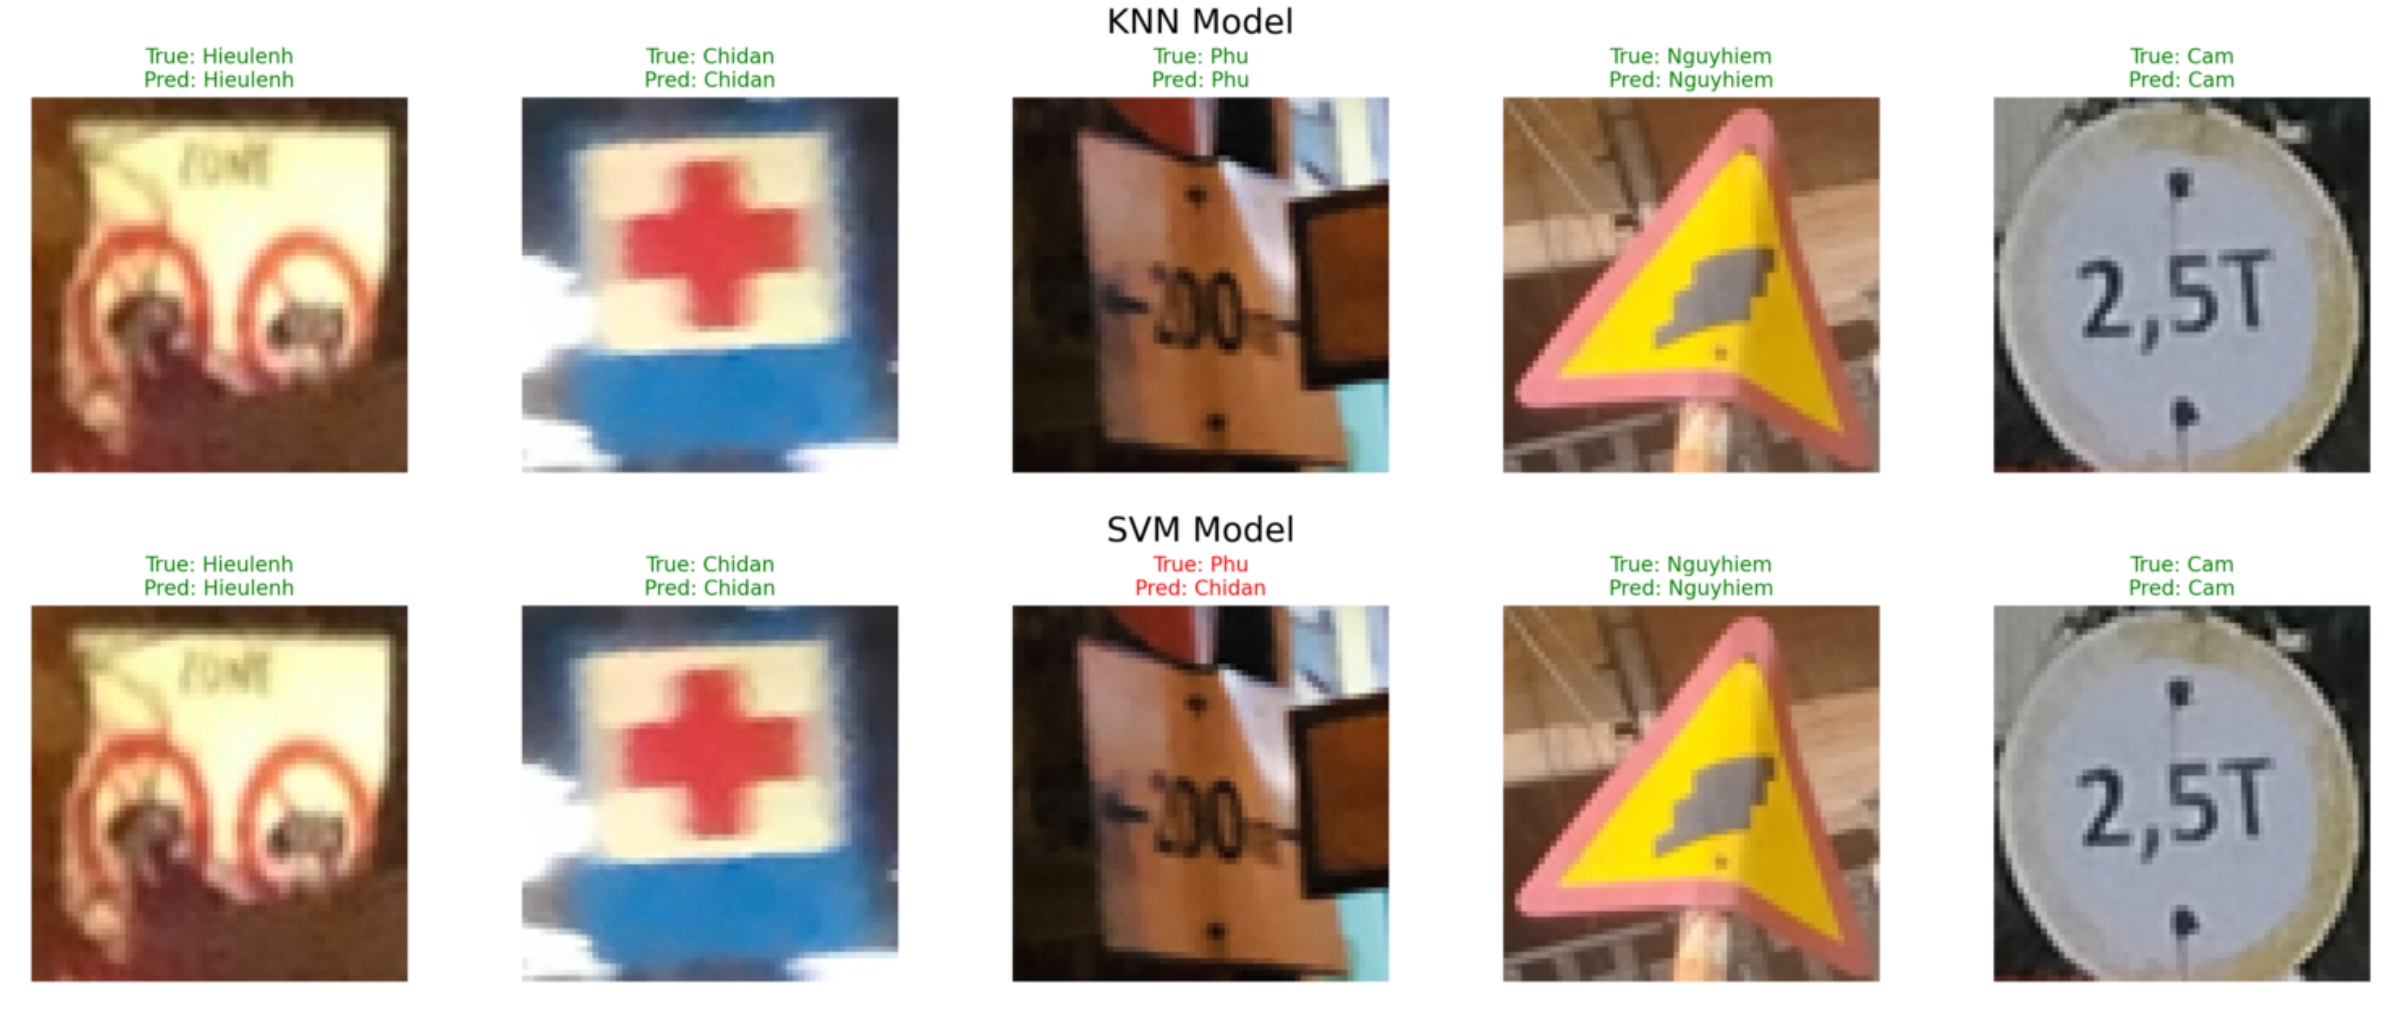 KNN Model
True: Hieulenh
Pred: Hieulenh
True: Chidan
Pred: Chidan
True: Phu
Pred: Phu
True: Nguyhiem
Pred: Nguyhiem
True: Cam
Pred: Cam
ZONE
2,5T
SVM Model
True: Hieulenh
Pred: Hieulenh
True: Chidan
Pred: Chidan
True: Phu
Pred: Chidan
True: Nguyhiem
Pred: Nguyhiem
True: Cam
Pred: Cam
ZONE
2,5T